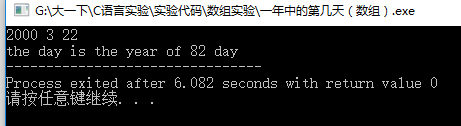 G:\大一下\C语言实验\实验代码\数组实验\一年中的第几天（数组）.exe
2000 3 22
the day is the year of 82 day
--------------------------------
Process exited after 6.082 seconds with return value 0
请按任意键继续. . .